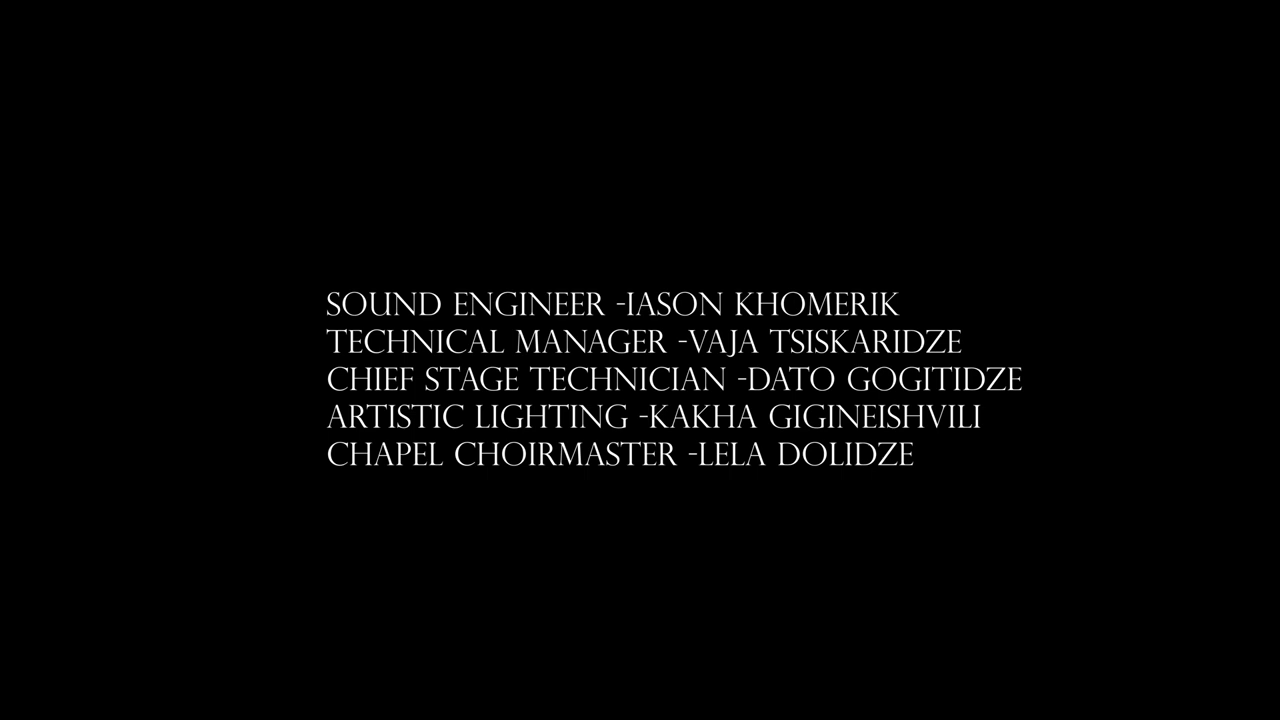 SOUND ENGINEER -IASON KHOMERIK
TECHNICAL MANAGER -VAJA TSISKARIDZE
CHIEF STAGE TECHNICIAN -DATO GOGITIDZE
ARTISTIC LIGHTING -KAKHA GIGINEISHVILI
CHAPEL CHOIRMASTER -LELA DOLIDZE